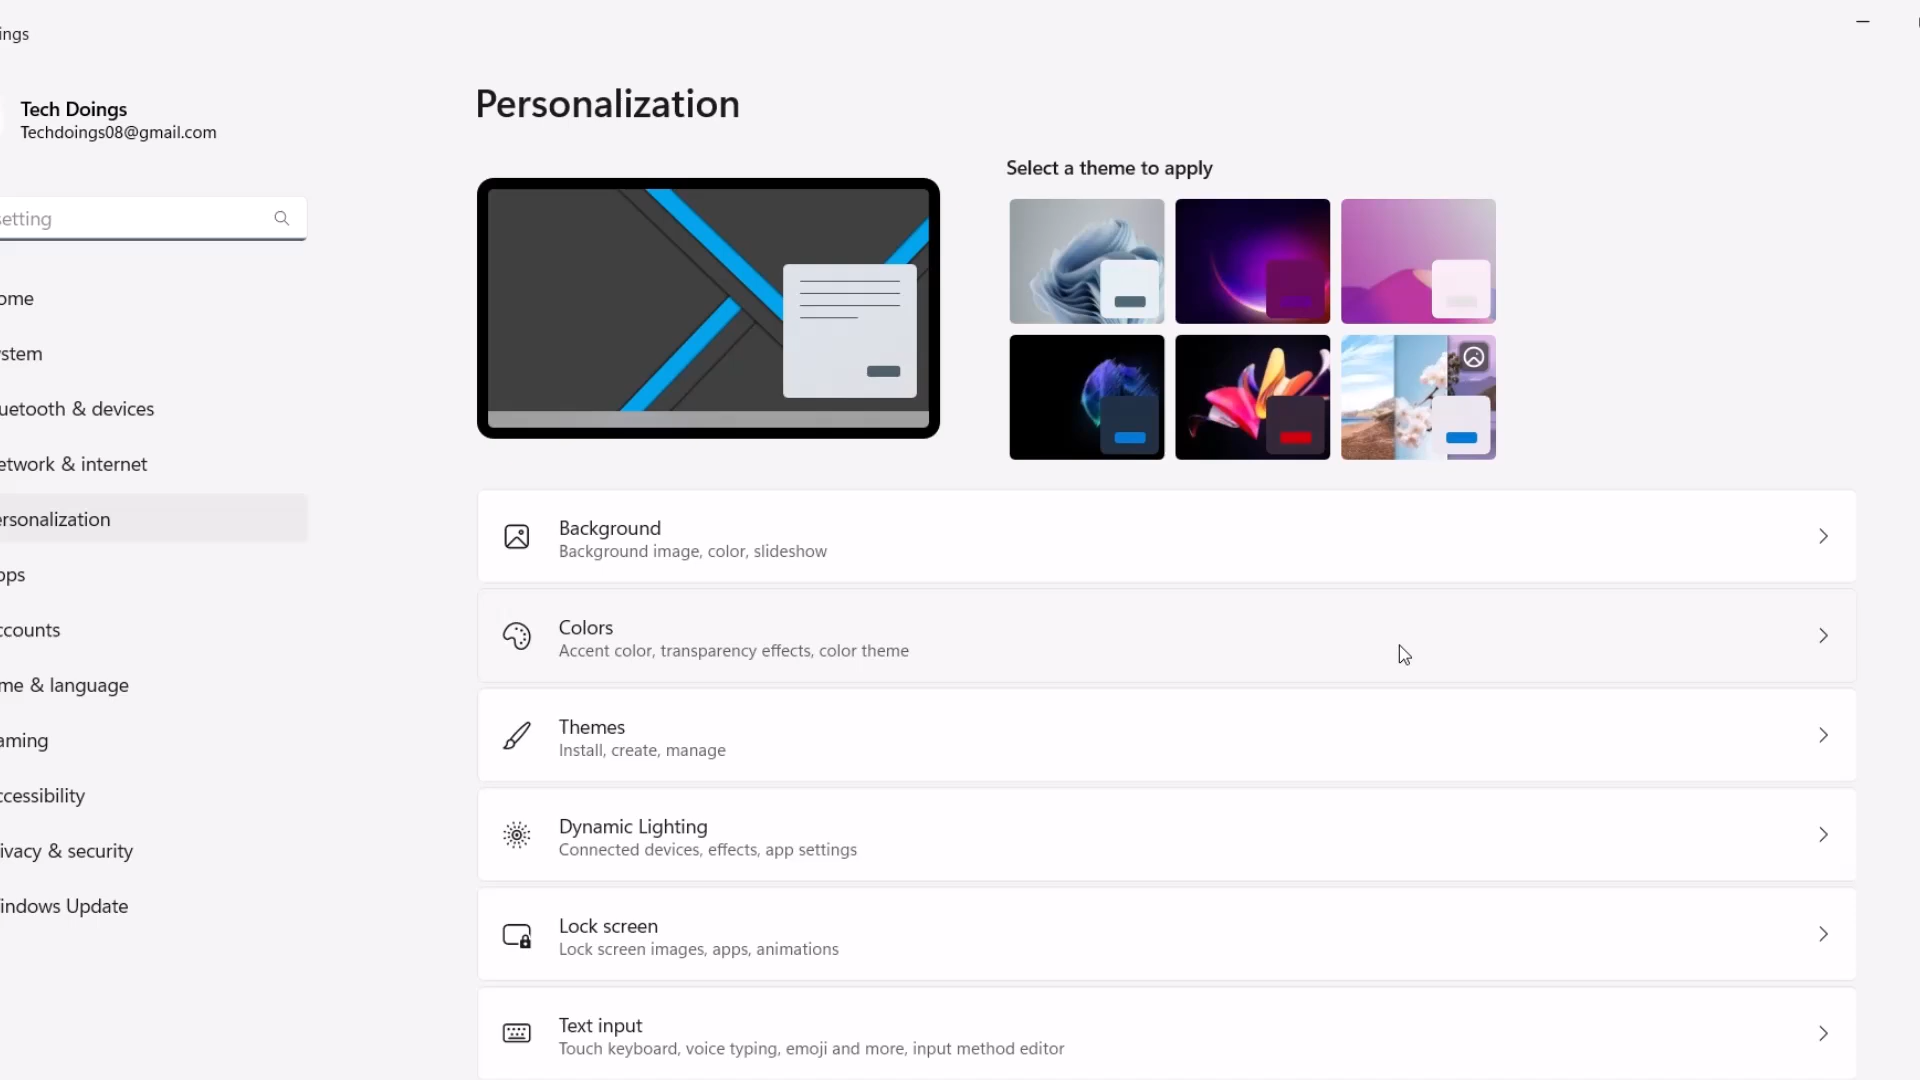 ings
Tech Doings
Techdoings08@gmail.com
setting
ome
stem
uetooth & devices
etwork & internet
ersonalization
pps
ccounts
me & language
aming
ccessibility
ivacy & security
indows Update
Personalization
Select a theme to apply
Background
Background image, color, slideshow
Colors
Accent color, transparency effects, color theme
Themes
Install, create, manage
Dynamic Lighting
Connected devices, effects, app settings
Lock screen
Lock screen images, apps, animations
Text input
Touch keyboard, voice typing, emoji and more, input method editor